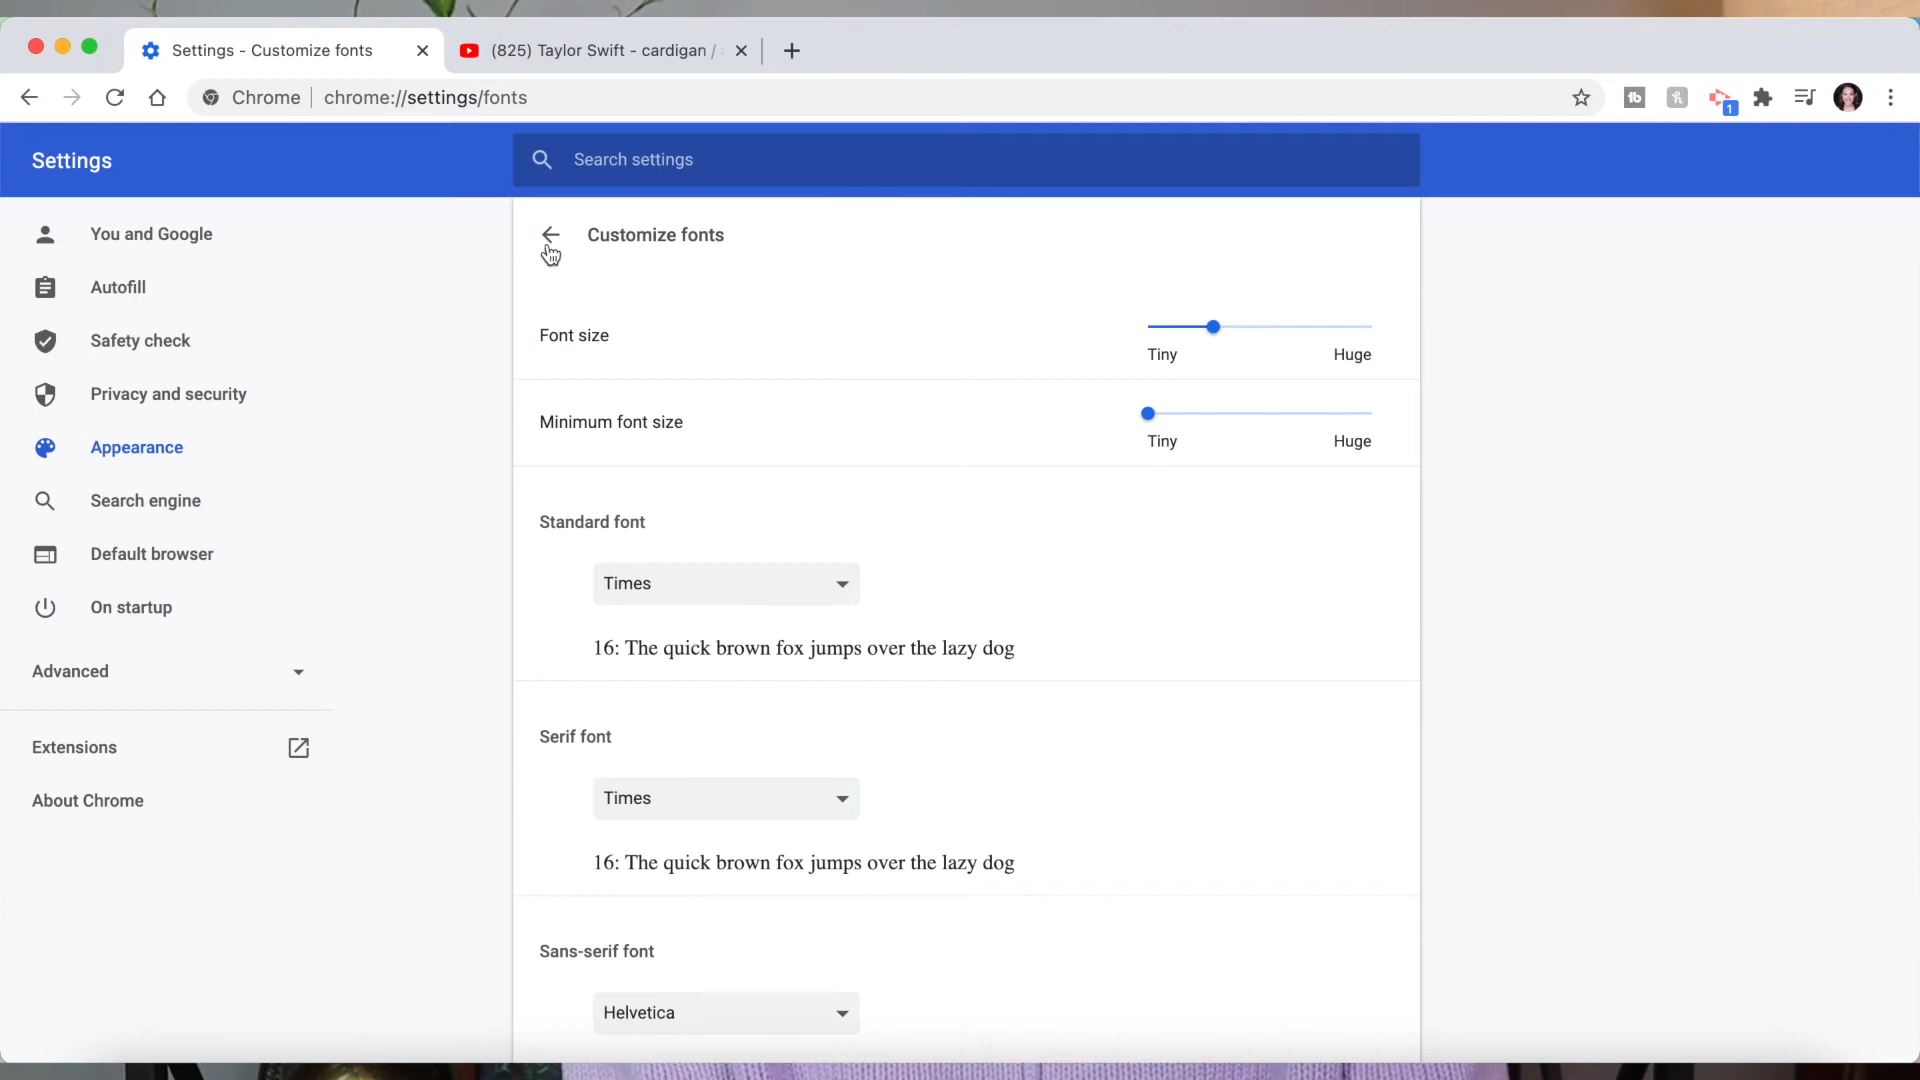 Settings - Customize fonts
(825) Taylor Swift - cardigan /
Chrome
chrome://settings/fonts
1
Settings
Search settings
You and Google
Autofill
Safety check
Privacy and security
Appearance
Search engine
Default browser
On startup
Advanced
Extensions
About Chrome
Customize fonts
Font size
Tiny
Huge
Minimum font size
Tiny
Huge
Standard font
Times
16: The quick brown fox jumps over the lazy dog
Serif font
Times
16: The quick brown fox jumps over the lazy dog
Sans-serif font
Helvetica